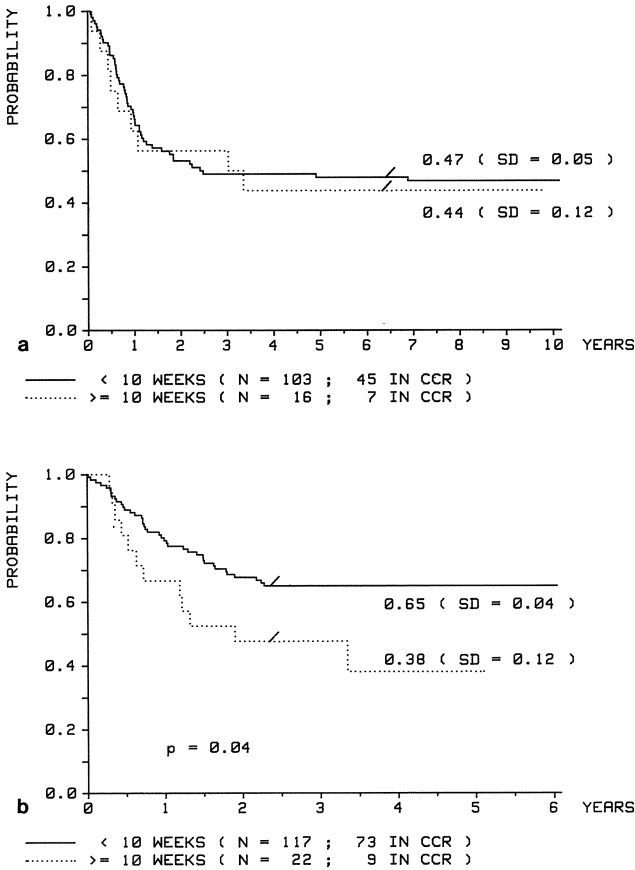 PROBABILITY
1.0
0.8
0.6
0.4
0.2
0.0
0.47 ( SD = 0.05 )
0.44 ( SD = 0.12 )
0 1 2 3 4 5 6 7 8 9 10 YEARS
a
< 10 WEEKS ( N = 103 ; 45 IN CCR )
>= 10 WEEKS ( N = 16 ; 7 IN CCR )
PROBABILITY
1.0
0.8
0.6
0.4
0.2
0.0
0.65 ( SD = 0.04 )
0.38 ( SD = 0.12 )
p = 0.04
0 1 2 3 4 5 6 YEARS
b
< 10 WEEKS ( N = 117 ; 73 IN CCR )
>= 10 WEEKS ( N = 22 ; 9 IN CCR )